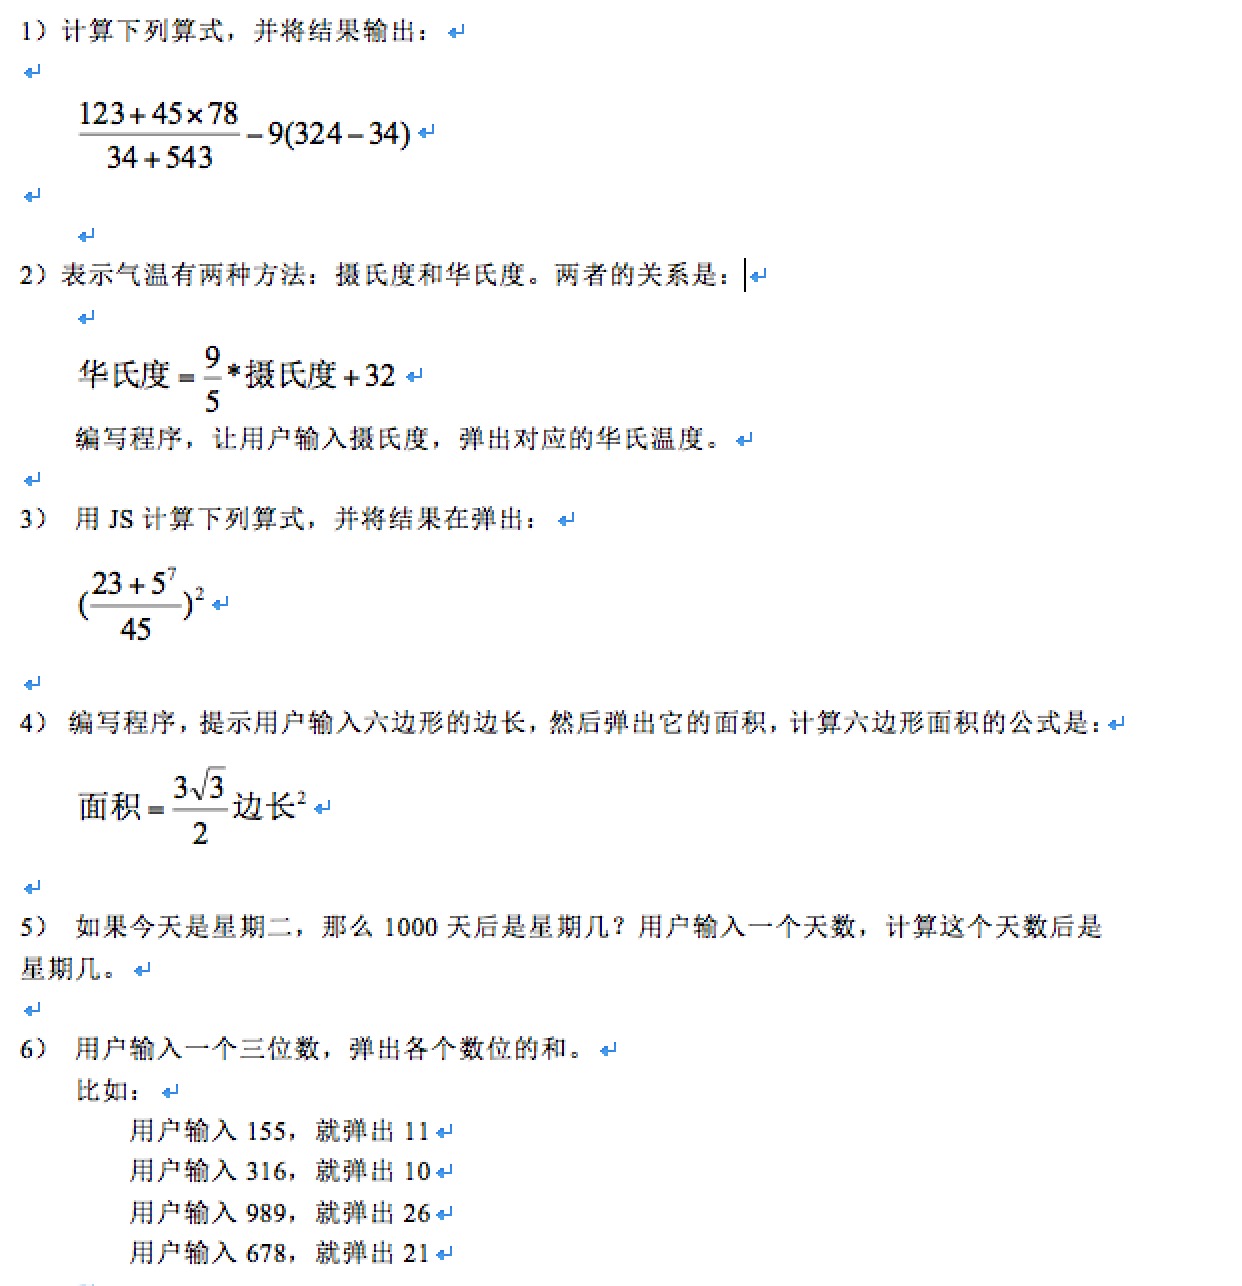 1）计算下列算式，并将结果输出：
123+45×78
34+543
−9(324−34)
2）表示气温有两种方法：摄氏度和华氏度。两者的关系是：
华氏度=9/5*摄氏度+32
编写程序，让用户输入摄氏度，弹出对应的华氏温度。
3） 用 JS 计算下列算式，并将结果在弹出：
(23+5⁷/45)²
4） 编写程序，提示用户输入六边形的边长，然后弹出它的面积，计算六边形面积的公式是：
面积=3√3/2边长²
5） 如果今天是星期二，那么 1000 天后是星期几？用户输入一个天数，计算这个天数后是
星期几。
6） 用户输入一个三位数，弹出各个数位的和。
比如：
用户输入 155，就弹出 11
用户输入 316，就弹出 10
用户输入 989，就弹出 26
用户输入 678，就弹出 21